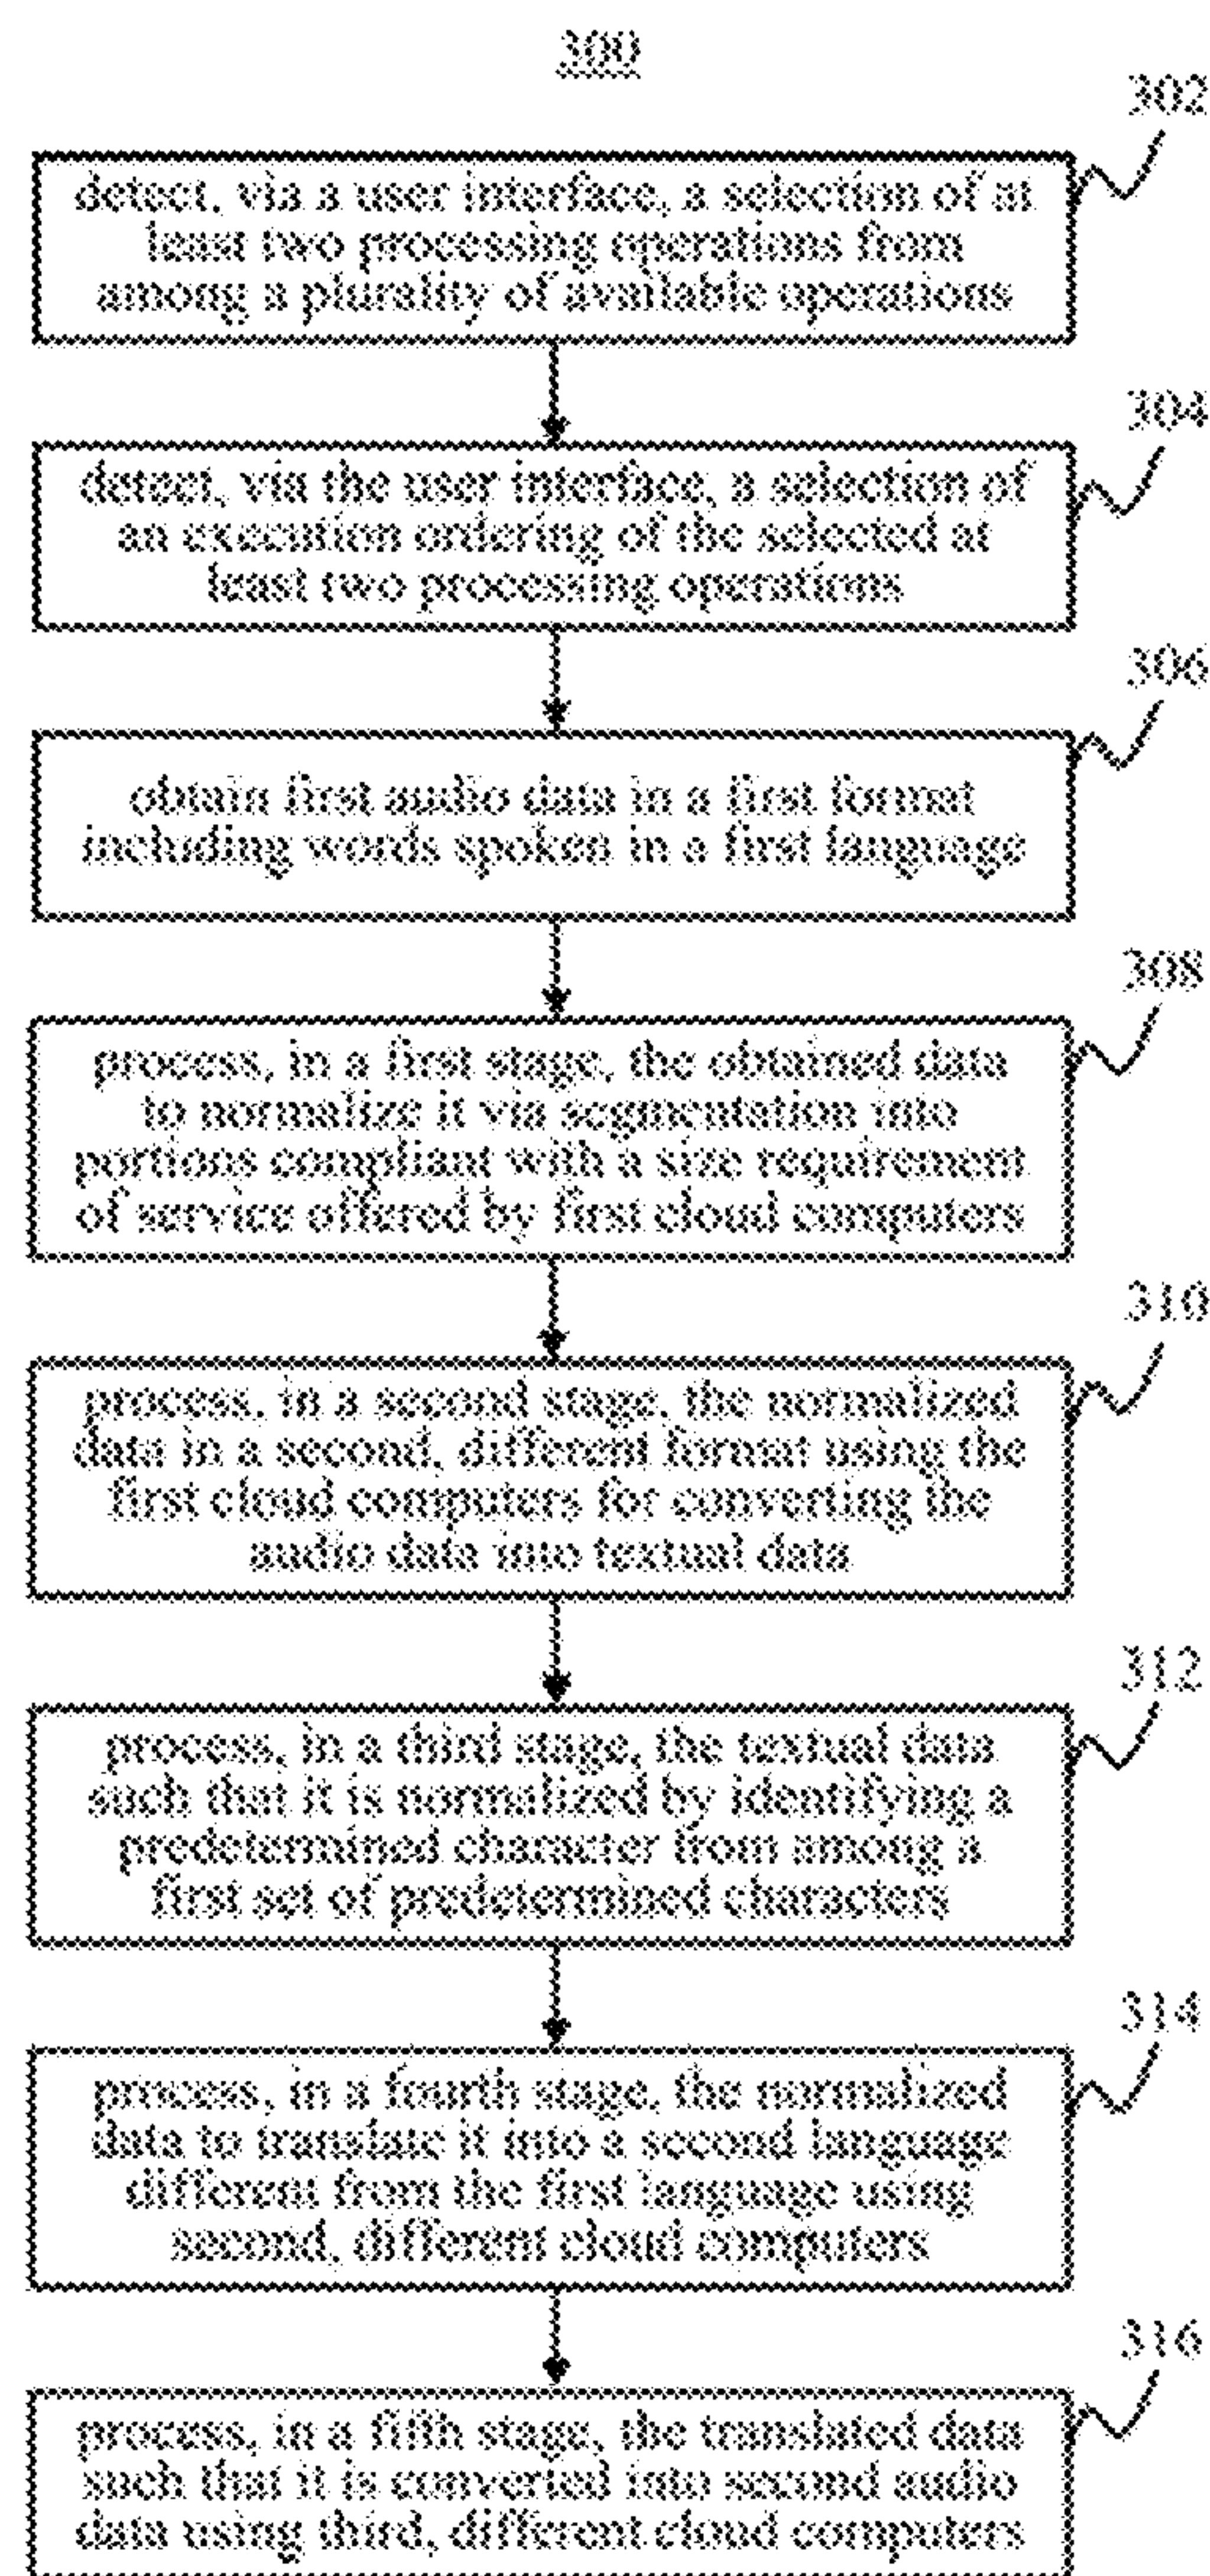 300
302
detect, via a user interface, a selection of at
least two processing operations from
among a plurality of available operations
304
detect, via the user interface, a selection of
an execution ordering of the selected at
least two processing operations
306
obtain first audio data in a first format
including words spoken in a first language
308
process, in a first stage, the obtained data
to normalize it via segmentation into
portions compliant with a size requirement
of service offered by first cloud computers
310
process, in a second stage, the normalized
data in a second, different format using the
first cloud computers for converting the
audio data into textual data
312
process, in a third stage, the textual data
such that it is normalized by identifying a
predetermined character from among a
first set of predetermined characters
314
process, in a fourth stage, the normalized
data to translate it into a second language
different from the first language using
second, different cloud computers
316
process, in a fifth stage, the translated data
such that it is converted into second audio
data using third, different cloud computers